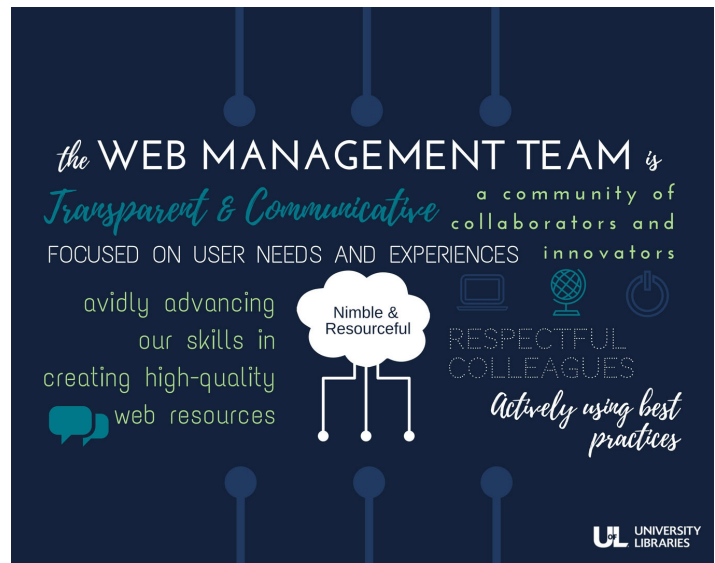 the WEB MANAGEMENT TEAM is
Transparent & Communicative
a community of
collaborators and
innovators
FOCUSED ON USER NEEDS AND EXPERIENCES
avidly advancing
our skills in
creating high-quality
web resources
Nimble &
Resourceful
RESPECTFUL
COLLEAGUES
Actively using best
practices
UofL UNIVERSITY
LIBRARIES